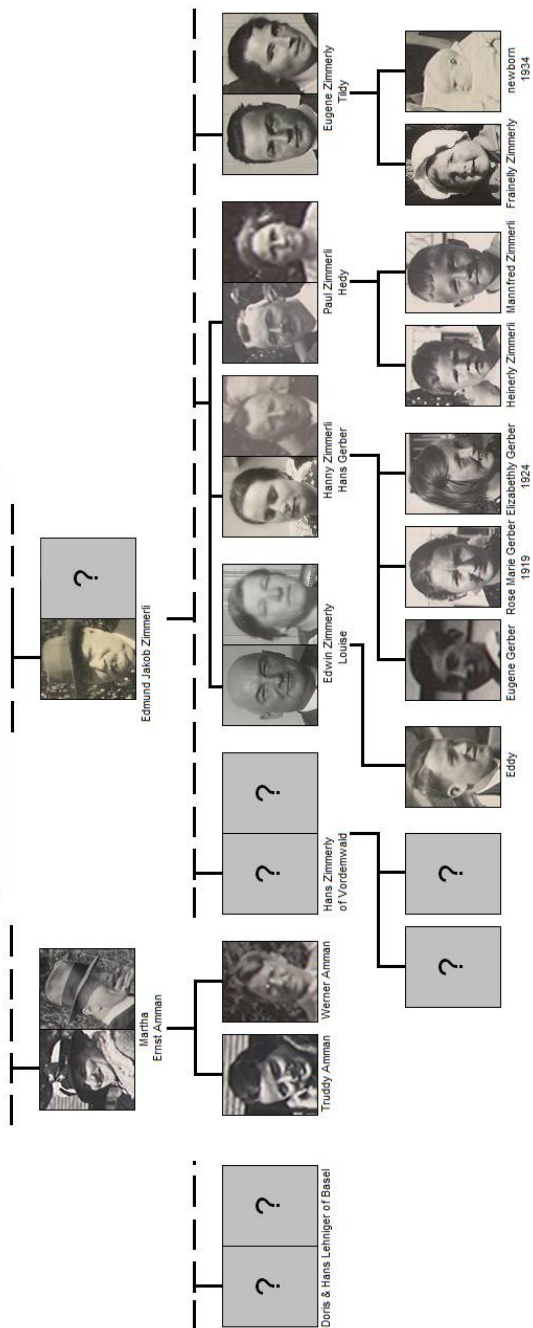 ?
Edmund Jakob Zimmerli
Martha
Ernst Amman
? ?
Doris & Hans Lehniger of Basel
Truddy Amman
Werner Amman
? ?
Hans Zimmerly
of Vordemwald
Edwin Zimmerly
Louise
Hanny Zimmerli
Hans Gerber
Paul Zimmerli
Hedy
Eugene Zimmerly
Tildy
?
?
Eddy
Eugene Gerber
Rose Marie Gerber
1919
Elizabethly Gerber
1924
Heinerly Zimmerli
Mannfred Zimmerli
Frainelly Zimmerly
newborn
1934